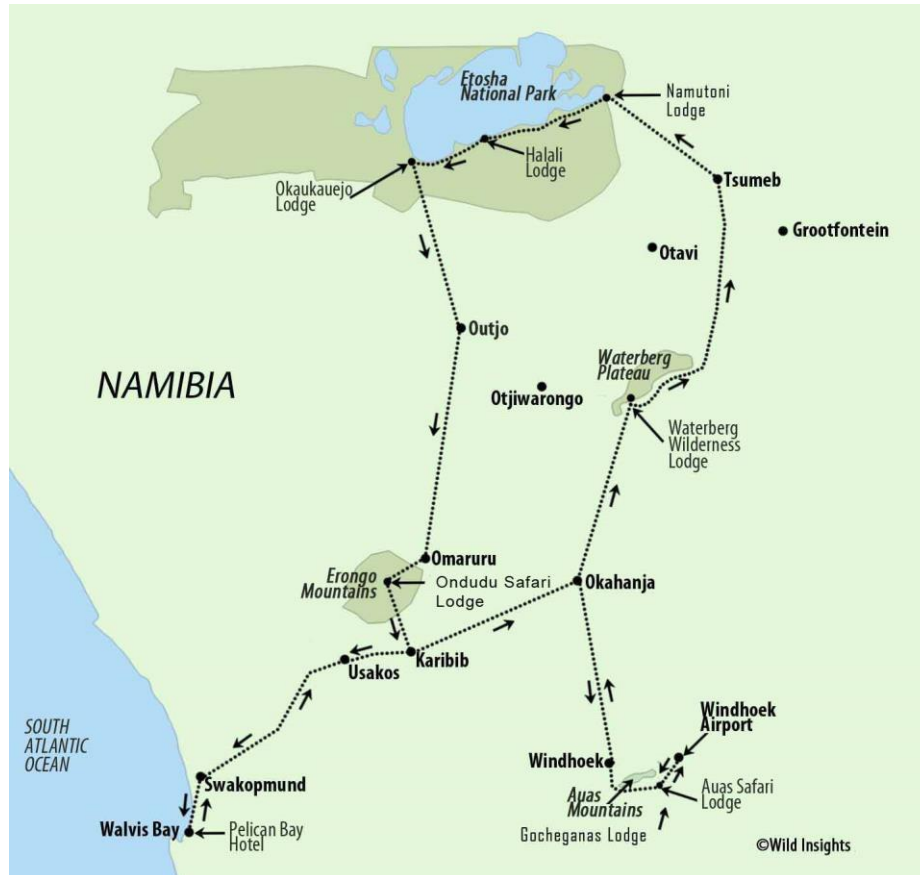 Etosha
National Park
Namutoni
Lodge
Halali
Lodge
Okaukauejo
Lodge
Tsumeb
Grootfontein
Otavi
Outjo
NAMIBIA
Waterberg
Plateau
Otjiwarongo
Waterberg
Wilderness
Lodge
Omaruru
Erongo
Mountains
Ondudu Safari
Lodge
Okahanja
Karibib
Usakos
SOUTH
ATLANTIC
OCEAN
Windhoek
Airport
Windhoek
Swakopmund
Auas
Mountains
Auas Safari
Lodge
Walvis Bay
Pelican Bay
Hotel
Gocheganas Lodge
©Wild Insights